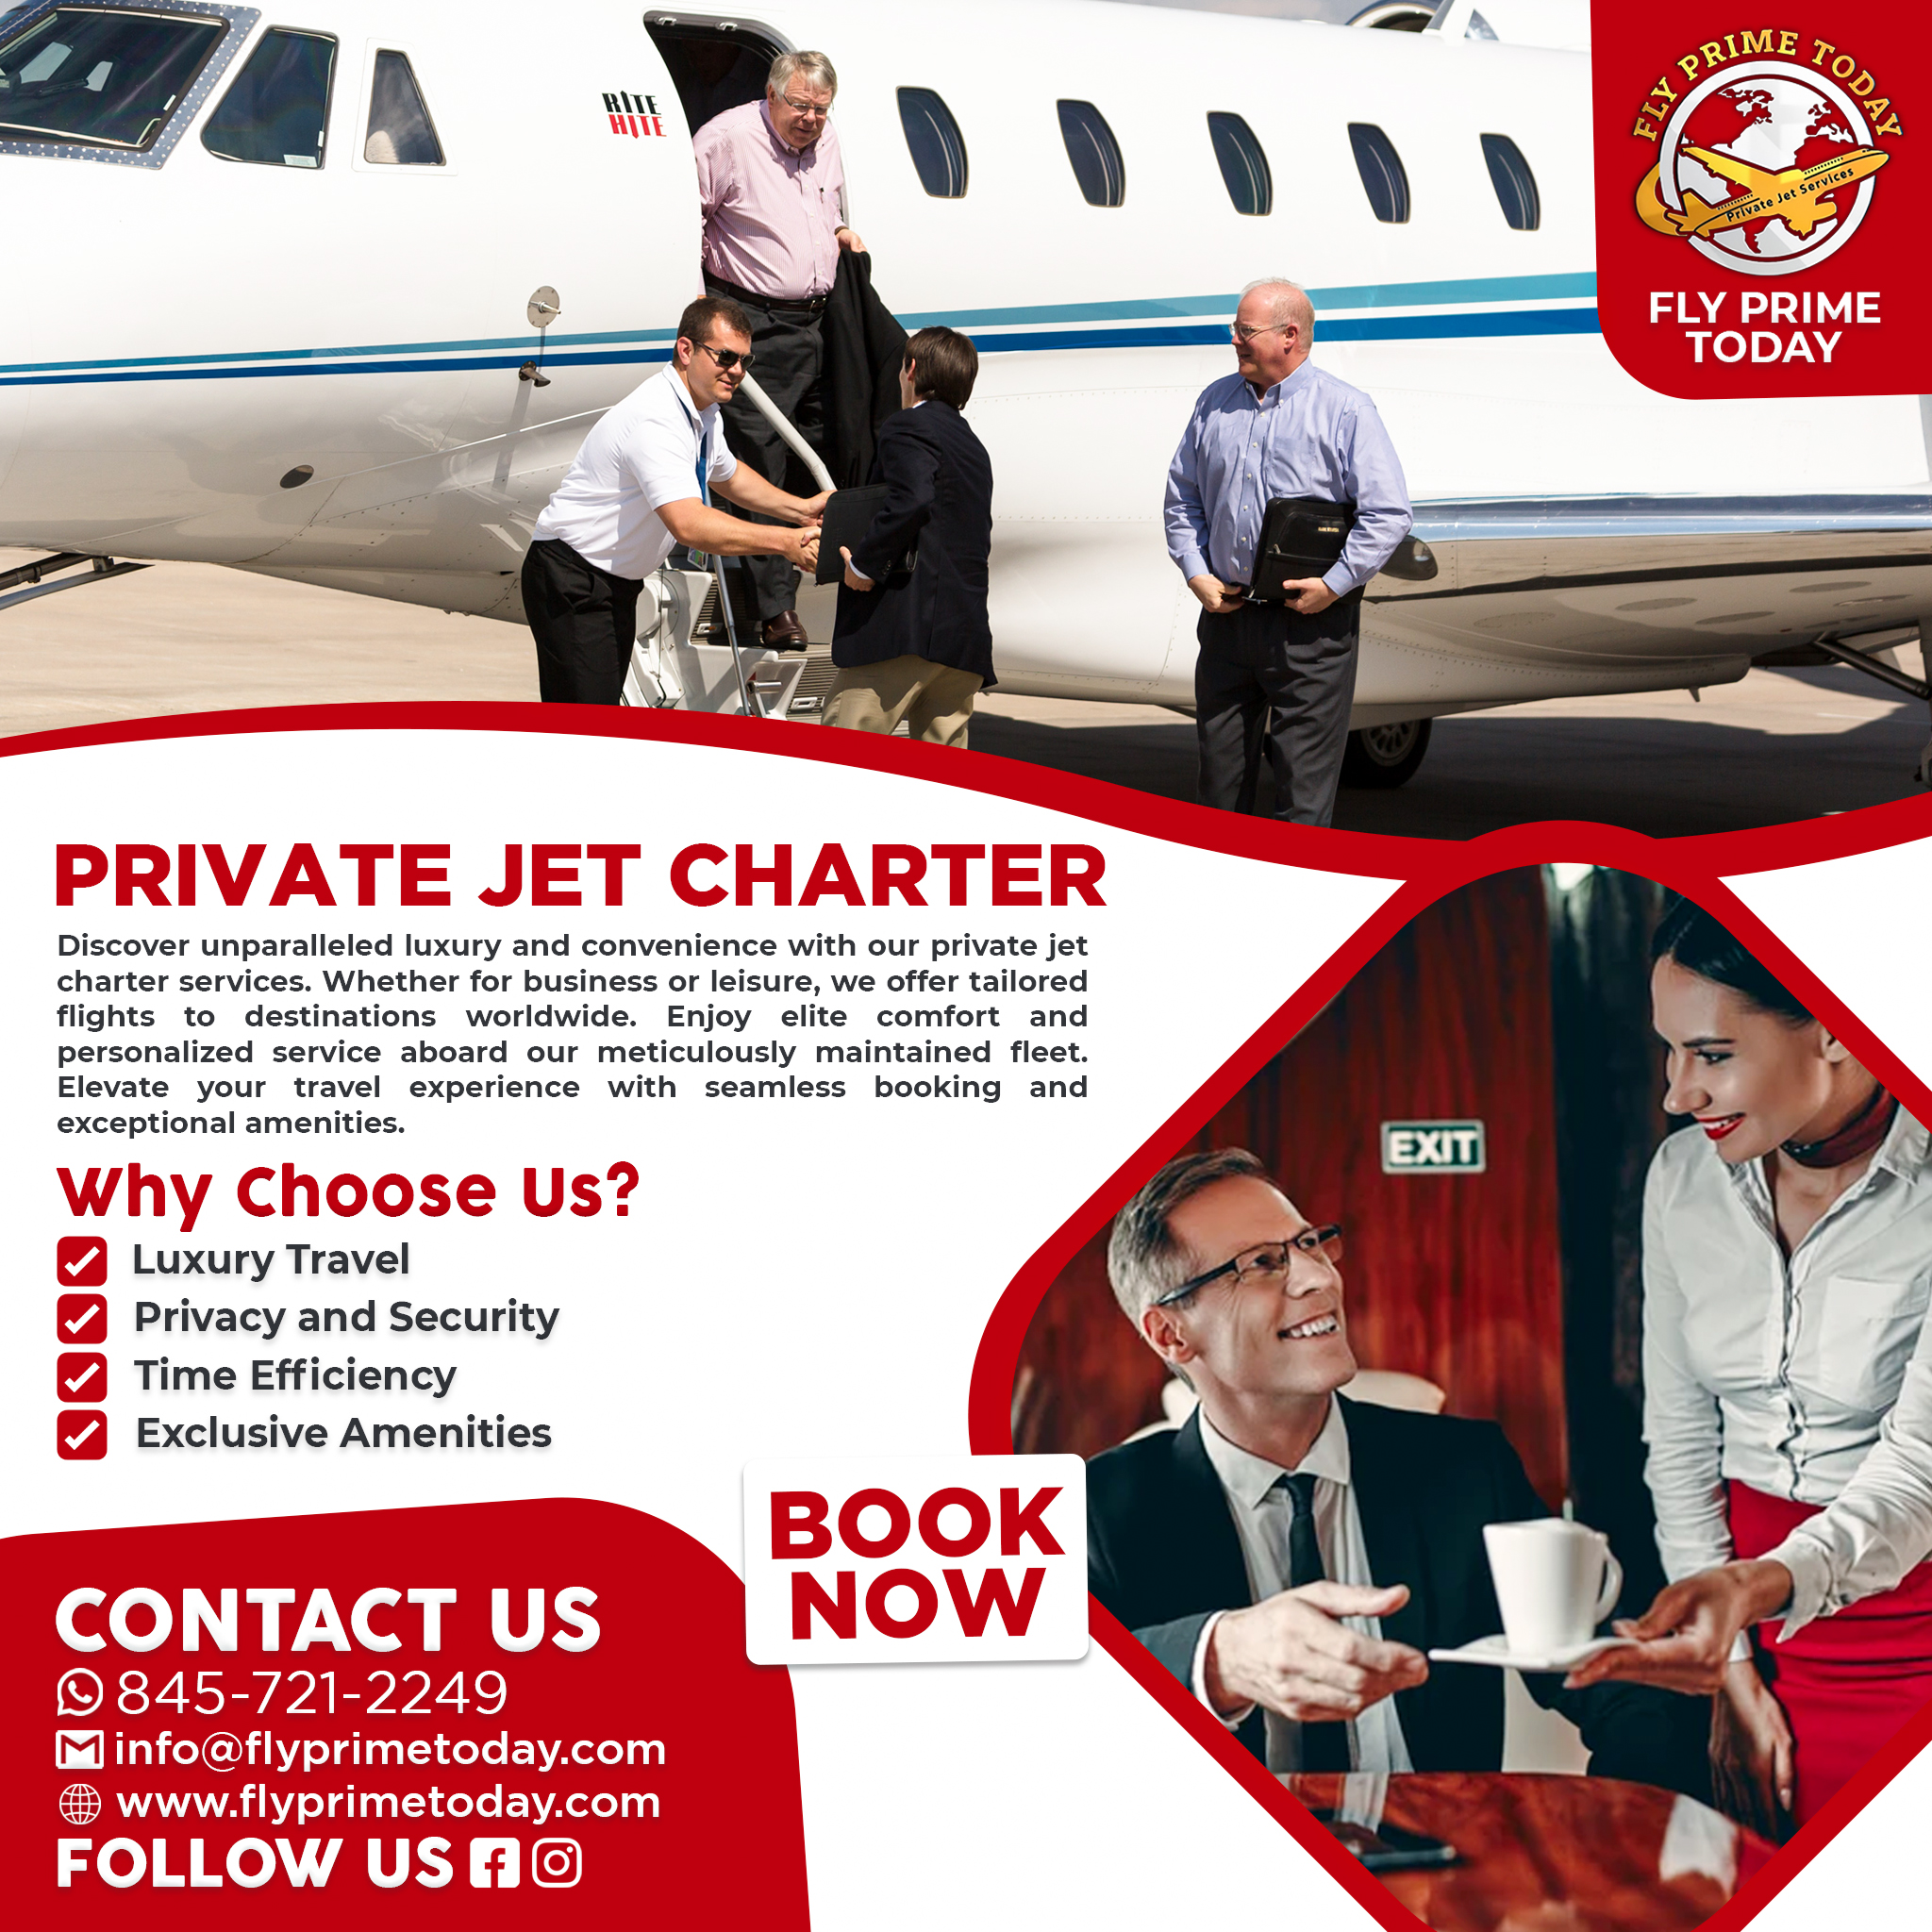 FLY PRIME TODAY
Private Jet Services
FLY PRIME
TODAY
RITE
HITE
PRIVATE JET CHARTER
Discover unparalleled luxury and convenience with our private jet
charter services. Whether for business or leisure, we offer tailored
flights to destinations worldwide. Enjoy elite comfort and
personalized service aboard our meticulously maintained fleet.
Elevate your travel experience with seamless booking and
exceptional amenities.
EXIT
Why Choose Us?
Luxury Travel
Privacy and Security
Time Efficiency
Exclusive Amenities
BOOK
NOW
CONTACT US
845-721-2249
info@flyprimetoday.com
www.flyprimetoday.com
FOLLOW US